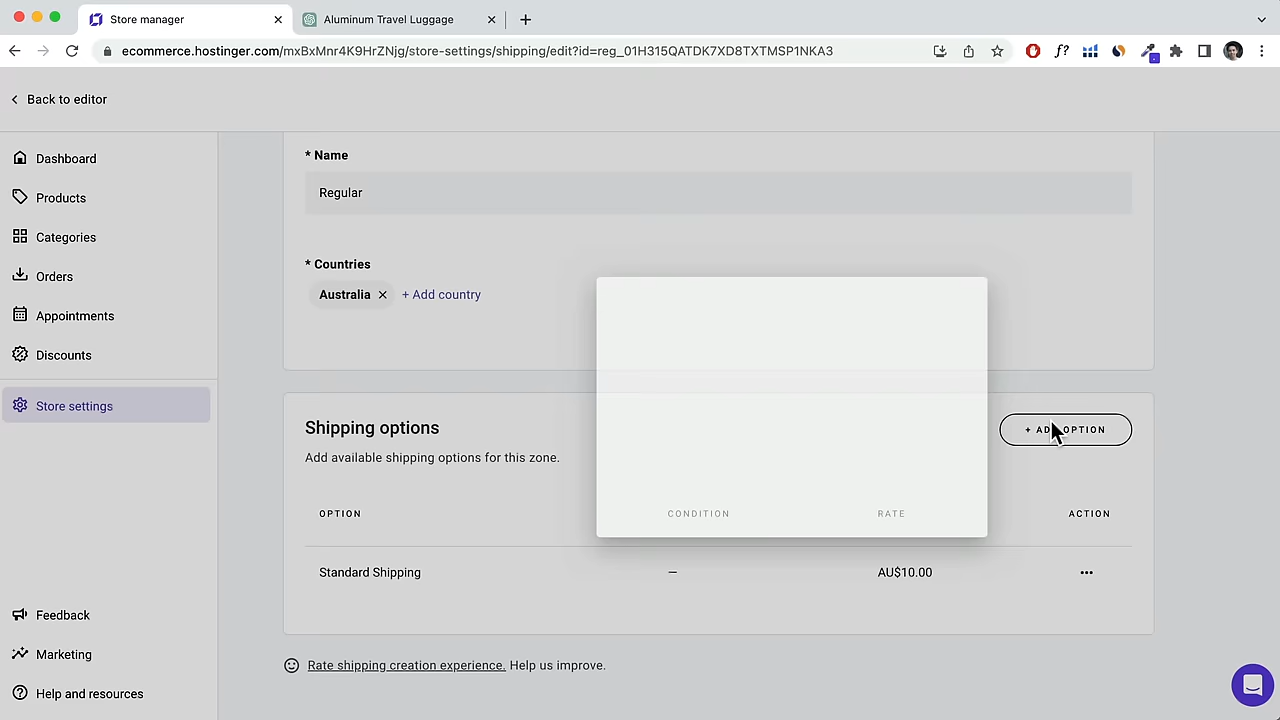 Store manager
Aluminum Travel Luggage
ecommerce.hostinger.com/mxBxMnr4K9HrZNjg/store-settings/shipping/edit?id=reg_01H315QATDK7XD8TXTMSP1NKA3
f?
Back to editor
Dashboard
Products
Categories
Orders
Appointments
Discounts
Store settings
Feedback
Marketing
Help and resources
* Name
Regular
* Countries
Australia
+ Add country
Shipping options
+ ADD OPTION
Add available shipping options for this zone.
OPTION CONDITION RATE ACTION
Standard Shipping — AU$10.00 •••
Rate shipping creation experience. Help us improve.